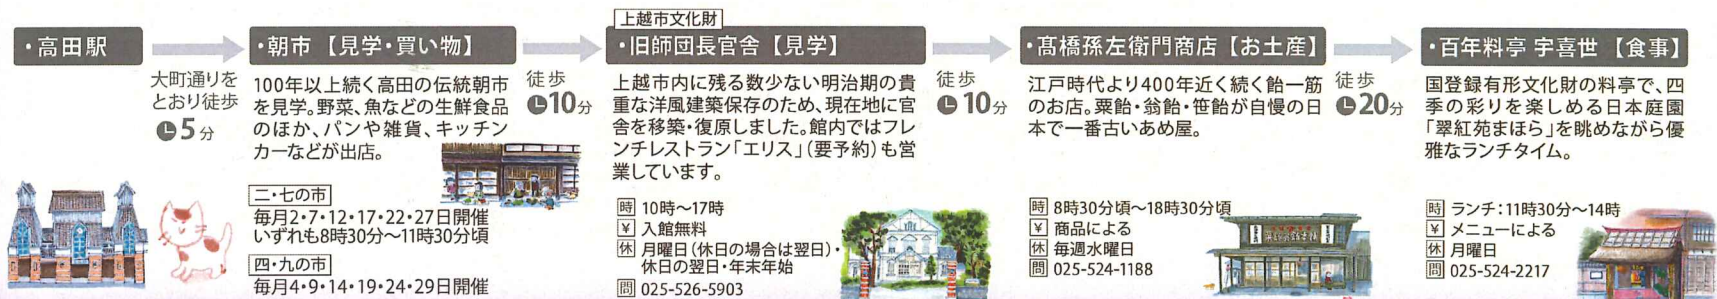 ・高田駅
大町通りを
とおり徒歩
5分
・朝市【見学・買い物】
100年以上続く高田の伝統朝市
を見学。野菜、魚などの生鮮食品
のほか、パンや雑貨、キッチン
カーなどが出店。
二・七の市
毎月2・7・12・17・22・27日開催
いずれも8時30分〜11時30分頃
四・九の市
毎月4・9・14・19・24・29日開催
徒歩
10分
上越市文化財
・旧師団長官舎【見学】
上越市内に残る数少ない明治期の貴
重な洋風建築保存のため、現在地に官
舎を移築・復原しました。館内ではフレ
ンチレストラン「エリス」(要予約)も営
業しています。
時 10時〜17時
¥ 入館無料
休 月曜日(休日の場合は翌日)・
休日の翌日・年末年始
問 025-526-5903
徒歩
10分
・髙橋孫左衛門商店【お土産】
江戸時代より400年近く続く飴一筋
のお店。粟飴・翁飴・笹飴が自慢の日
本で一番古いあめ屋。
時 8時30分頃〜18時30分頃
¥ 商品による
休 毎週水曜日
問 025-524-1188
徒歩
20分
・百年料亭 宇喜世【食事】
国登録有形文化財の料亭で、四
季の彩りを楽しめる日本庭園
「翠紅苑まほら」を眺めながら優
雅なランチタイム。
時 ランチ:11時30分〜14時
¥ メニューによる
休 月曜日
問 025-524-2217